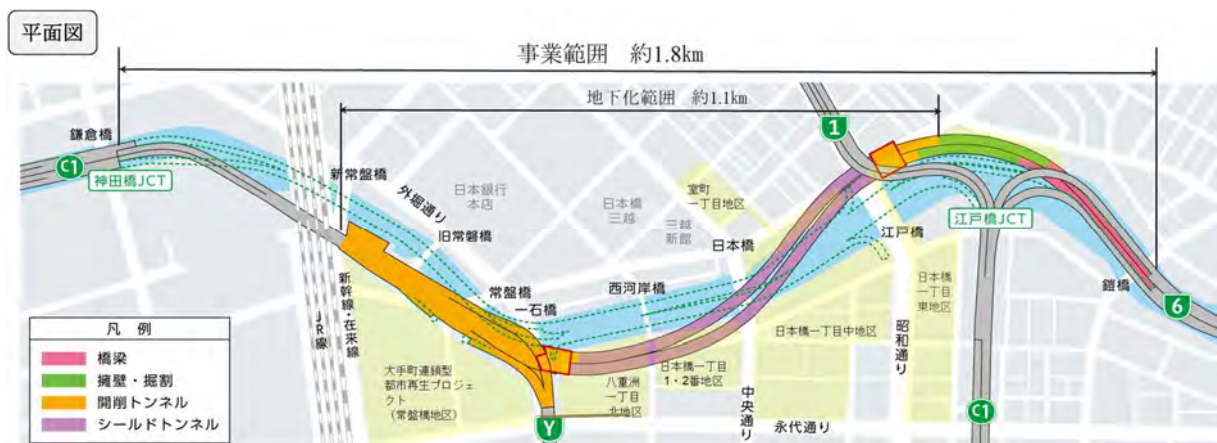 平面図
事業範囲 約1.8km
地下化範囲 約1.1km
鎌倉橋
C1
神田橋JCT
新常盤橋
外堀通り
日本銀行
本店
旧常磐橋
日本橋
三越
三越
新館
室町
一丁目地区
日本橋
1
江戸橋
江戸橋JCT
常盤橋
一石橋
西河岸橋
新幹線・在来線
JR線
大手町連鎖型
都市再生プロジェ
クト
(常盤橋地区)
八重洲
一丁目
北地区
日本橋一丁目
1・2番地区
日本橋一丁目中地区
日本橋
一丁目
東地区
中央通り
昭和通り
永代通り
鎧橋
6
Y
C1
凡 例
橋梁
擁壁・掘割
開削トンネル
シールドトンネル